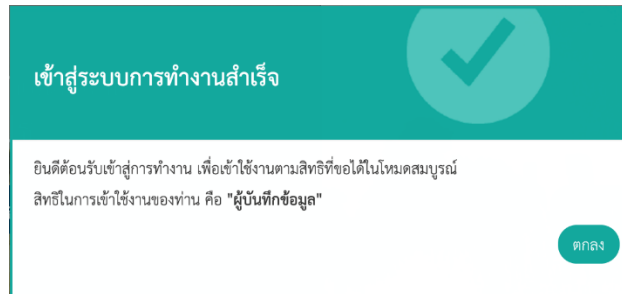 เข้าสู่ระบบการทำงานสำเร็จ
ยินดีต้อนรับเข้าสู่การทำงาน เพื่อเข้าใช้งานตามสิทธิที่ขอได้ในโหมดสมบูรณ์
สิทธิในการเข้าใช้งานของท่าน คือ "ผู้บันทึกข้อมูล"
ตกลง